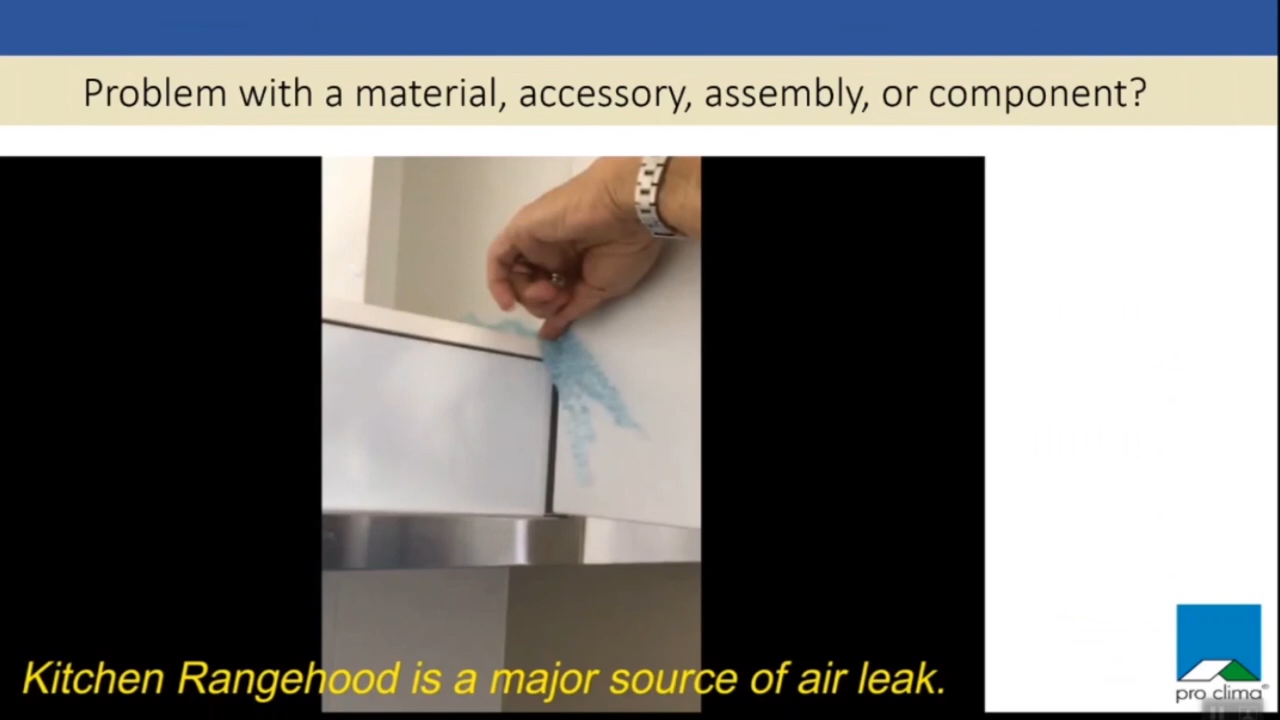 Problem with a material, accessory, assembly, or component?
Kitchen Rangehood is a major source of air leak.
pro clima®